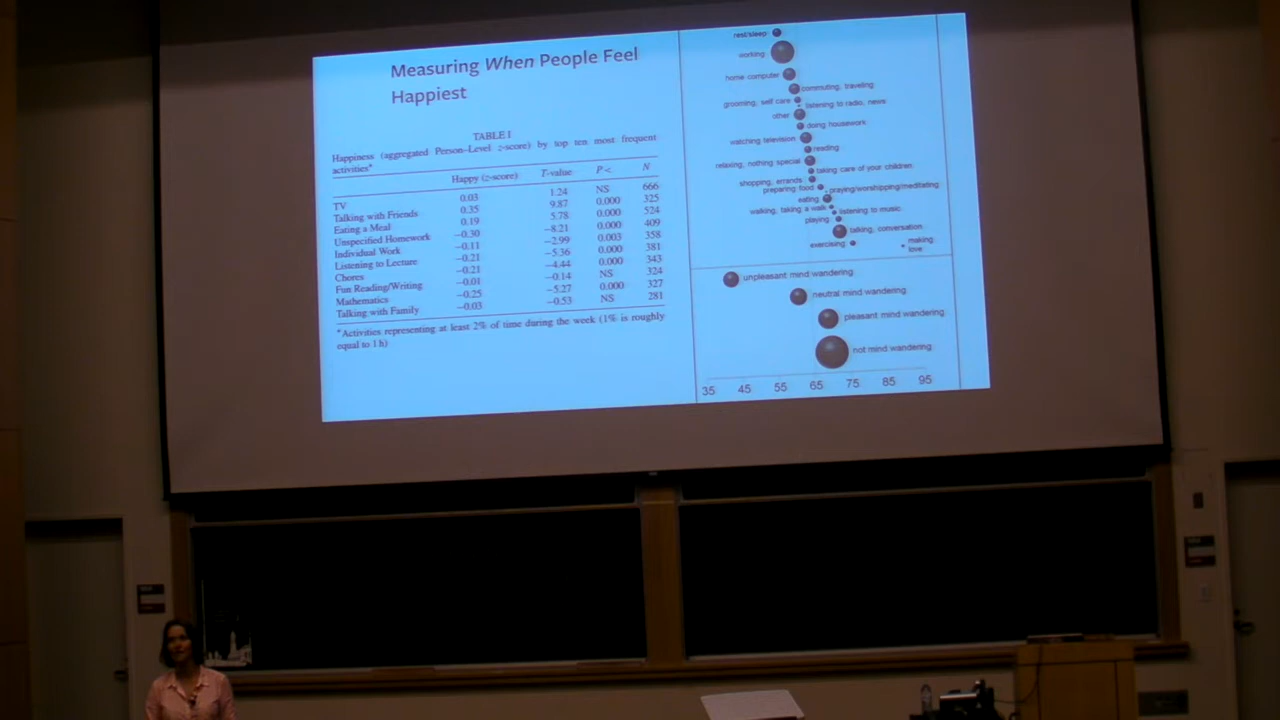 Measuring When People Feel
Happiest
TABLE I
Happiness (aggregated Person–Level z-score) by top ten most frequent
activities*
Happy (z-score) T-value P < N
TV 0.03 1.24 NS 666
Talking with Friends 0.35 9.87 0.000 325
Eating a Meal 0.19 5.78 0.000 524
Unspecified Homework −0.30 −8.21 0.000 409
Individual Work −0.11 −2.99 0.003 358
Listening to Lecture −0.21 −5.36 0.000 381
Chores −0.21 −4.44 0.000 343
Fun Reading/Writing −0.01 −0.14 NS 324
Mathematics −0.25 −5.27 0.000 327
Talking with Family −0.03 −0.53 NS 281
*Activities representing at least 2% of time during the week (1% is roughly
equal to 1 h)
rest/sleep
working
home computer
commuting, traveling
grooming, self care
listening to radio, news
other
doing housework
watching television
reading
relaxing, nothing special
taking care of your children
shopping, errands
preparing food
praying/worshipping/meditating
eating
walking, taking a walk
listening to music
playing
talking, conversation
exercising
making
love
unpleasant mind wandering
neutral mind wandering
pleasant mind wandering
not mind wandering
35 45 55 65 75 85 95